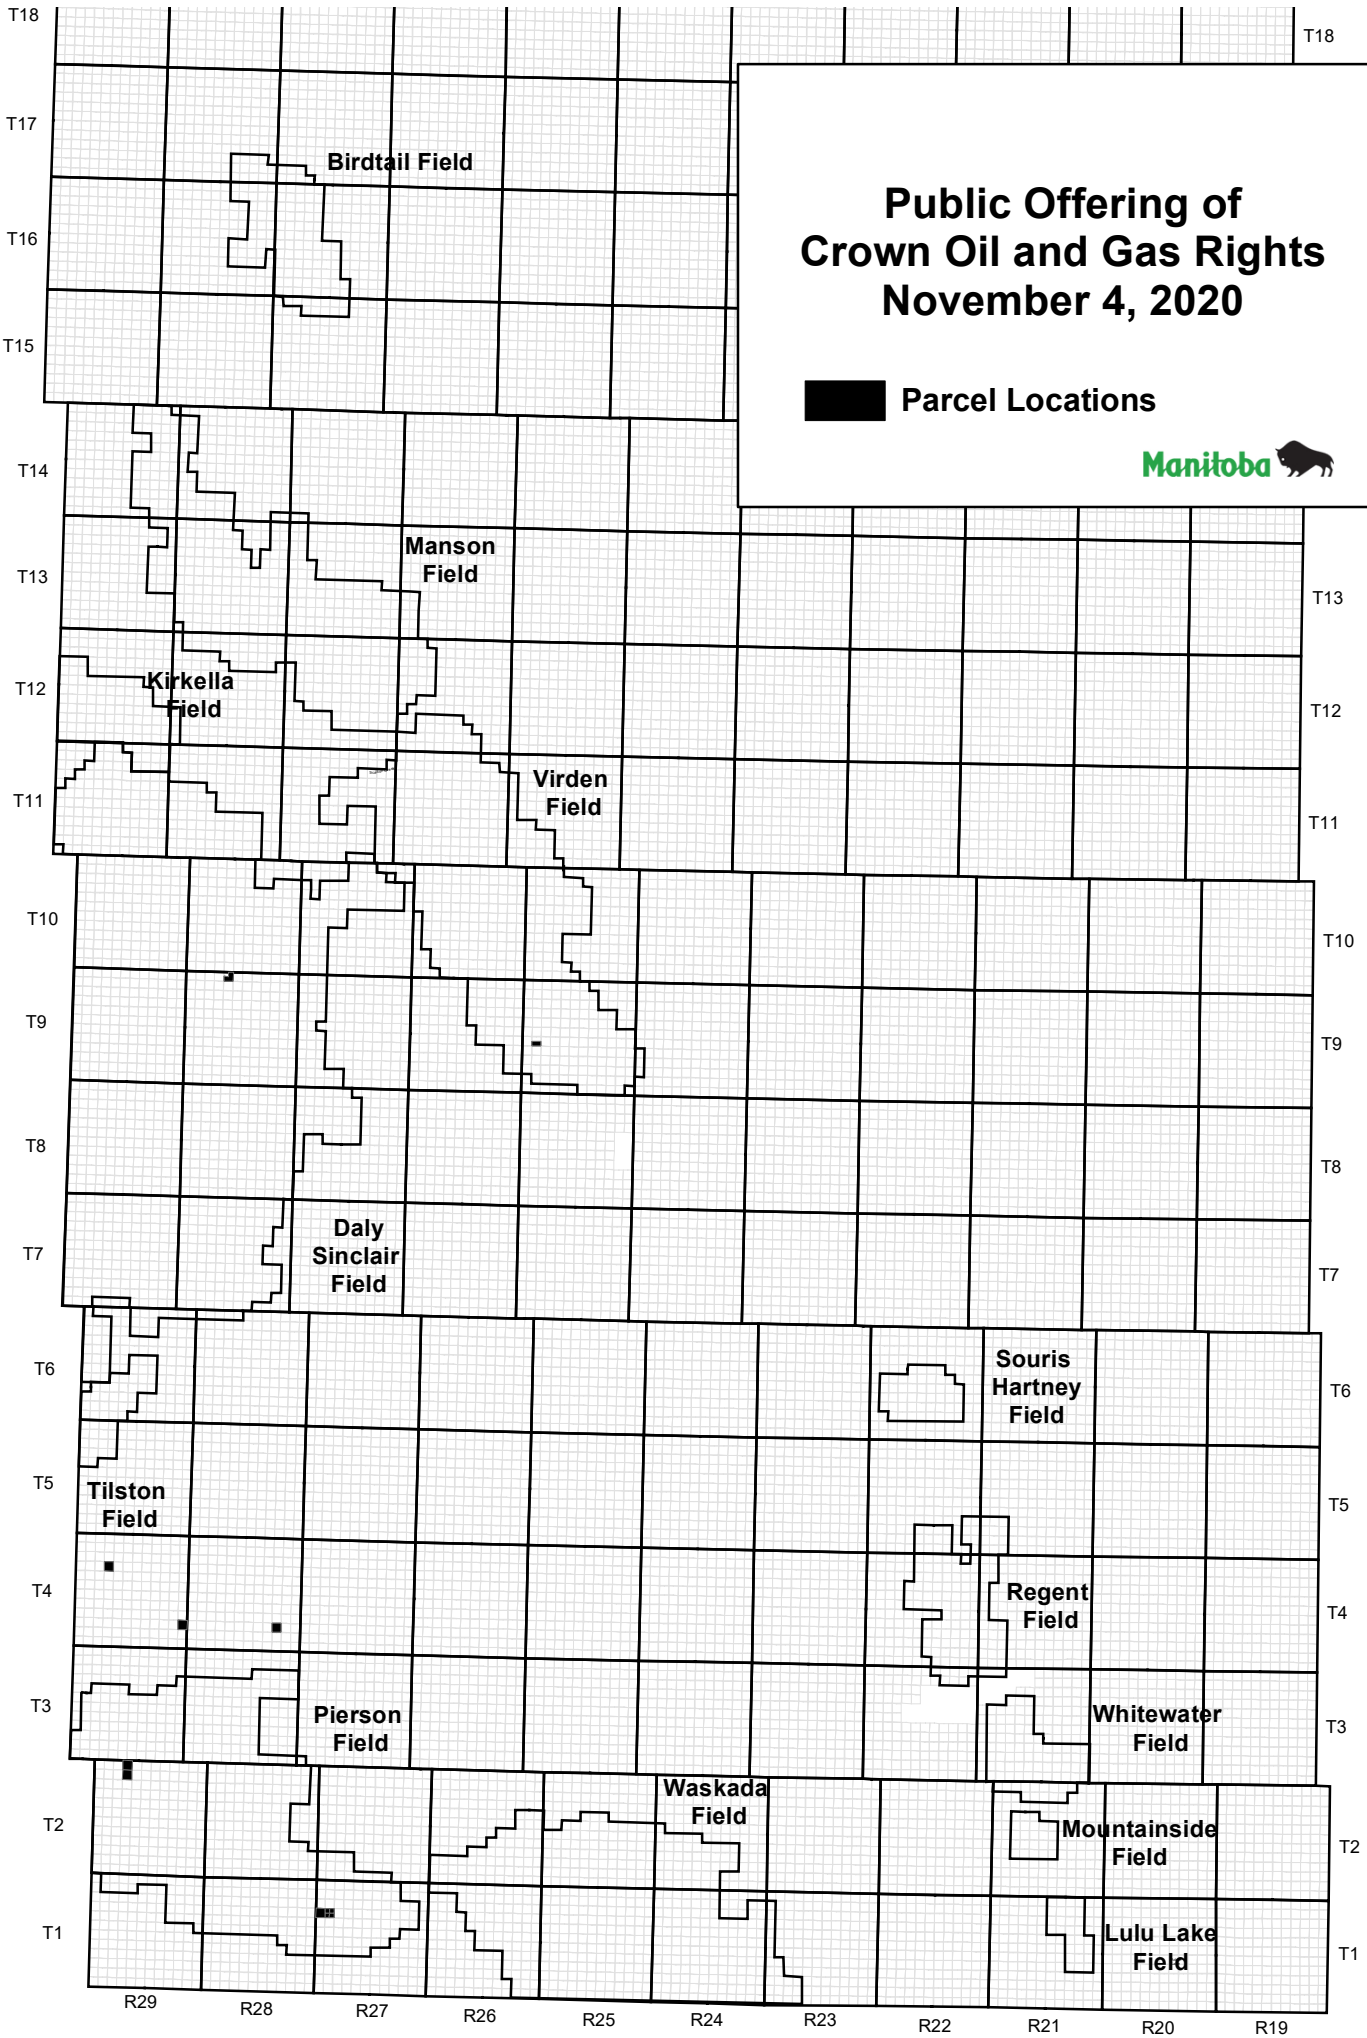 T18
T18
T17
Birdtail Field
Public Offering of
Crown Oil and Gas Rights
November 4, 2020
T16
T15
Parcel Locations
Manitoba
T14
Manson
Field
T13
T13
Kirkella
Field
T12
T12
Virden
Field
T11
T11
T10
T10
T9
T9
T8
T8
Daly
Sinclair
Field
T7
T7
Souris
Hartney
Field
T6
T6
Tilston
Field
T5
T5
Regent
Field
T4
T4
Pierson
Field
Whitewater
Field
T3
T3
Waskada
Field
Mountainside
Field
T2
T2
Lulu Lake
Field
T1
T1
R29
R28
R27
R26
R25
R24
R23
R22
R21
R20
R19